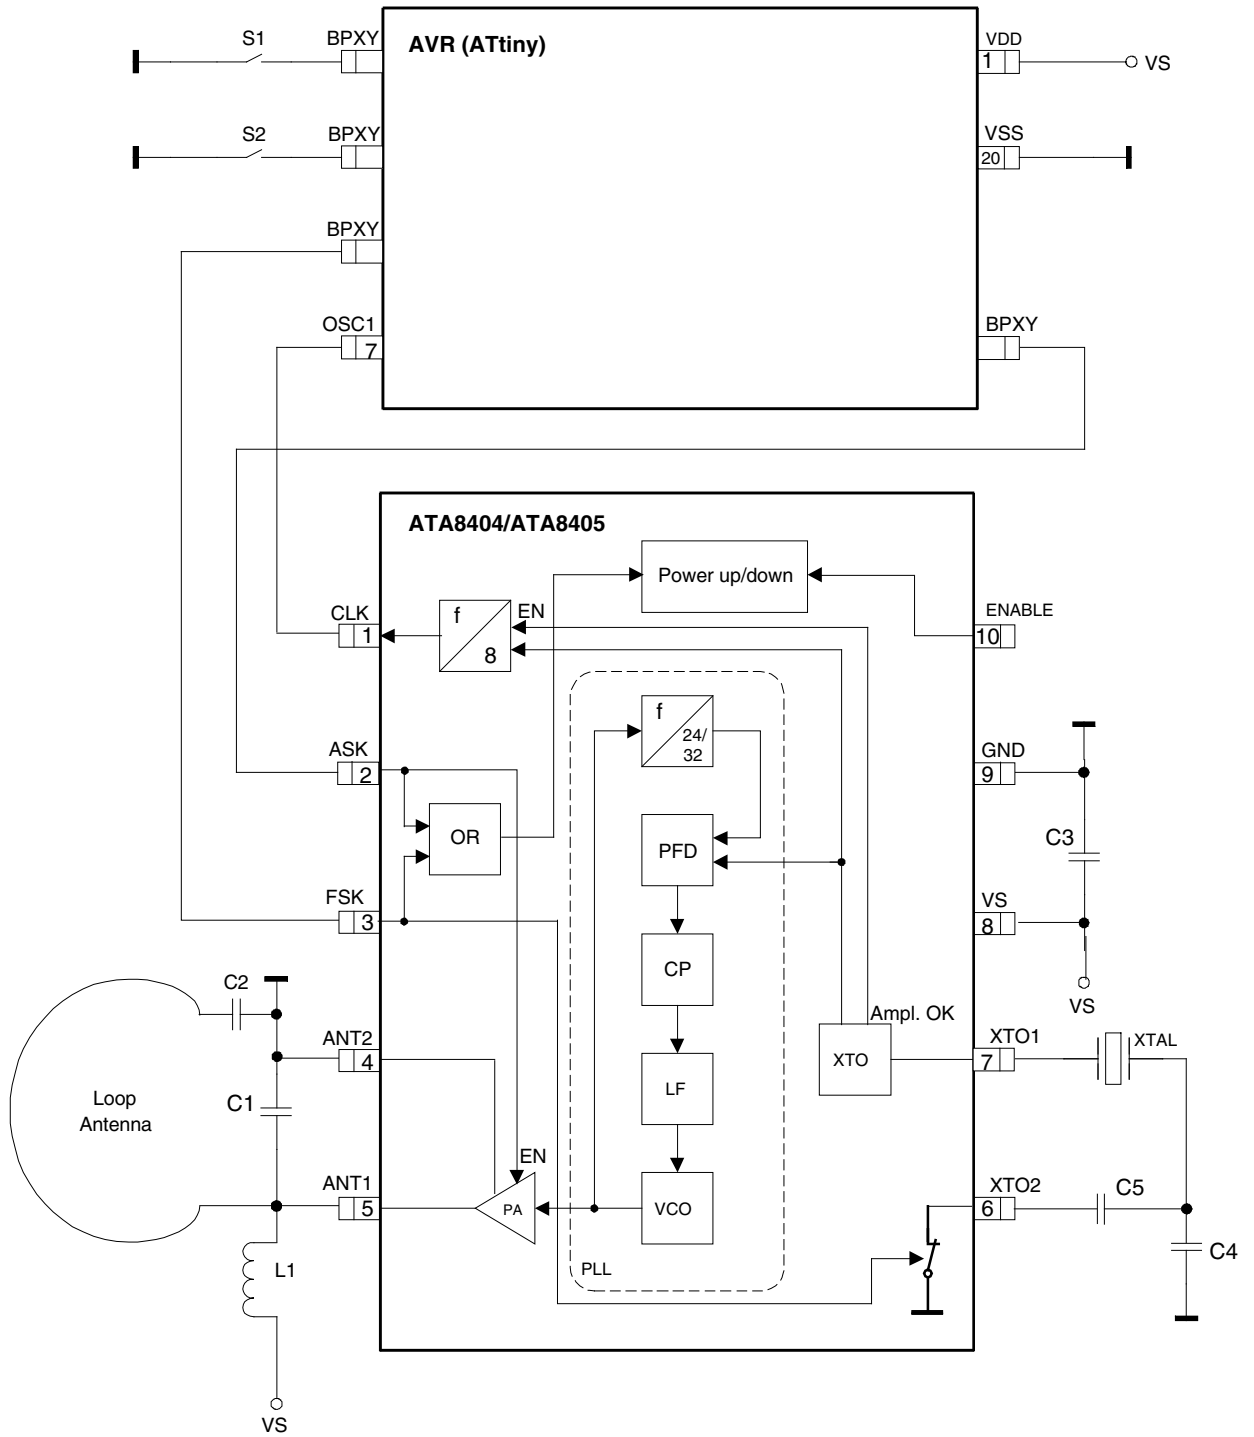 S1
BPXY
AVR (ATtiny)
VDD
1
VS
S2
BPXY
VSS
20
BPXY
OSC1
7
BPXY
ATA8404/ATA8405
Power up/down
CLK
1
f
8
EN
ENABLE
10
f
24/
32
ASK
2
GND
9
OR
PFD
C3
FSK
3
VS
8
CP
C2
VS
Ampl. OK
ANT2
4
XTO
XTO1
7
XTAL
Loop
Antenna
C1
LF
EN
ANT1
5
PA
VCO
XTO2
6
C5
C4
L1
PLL
VS